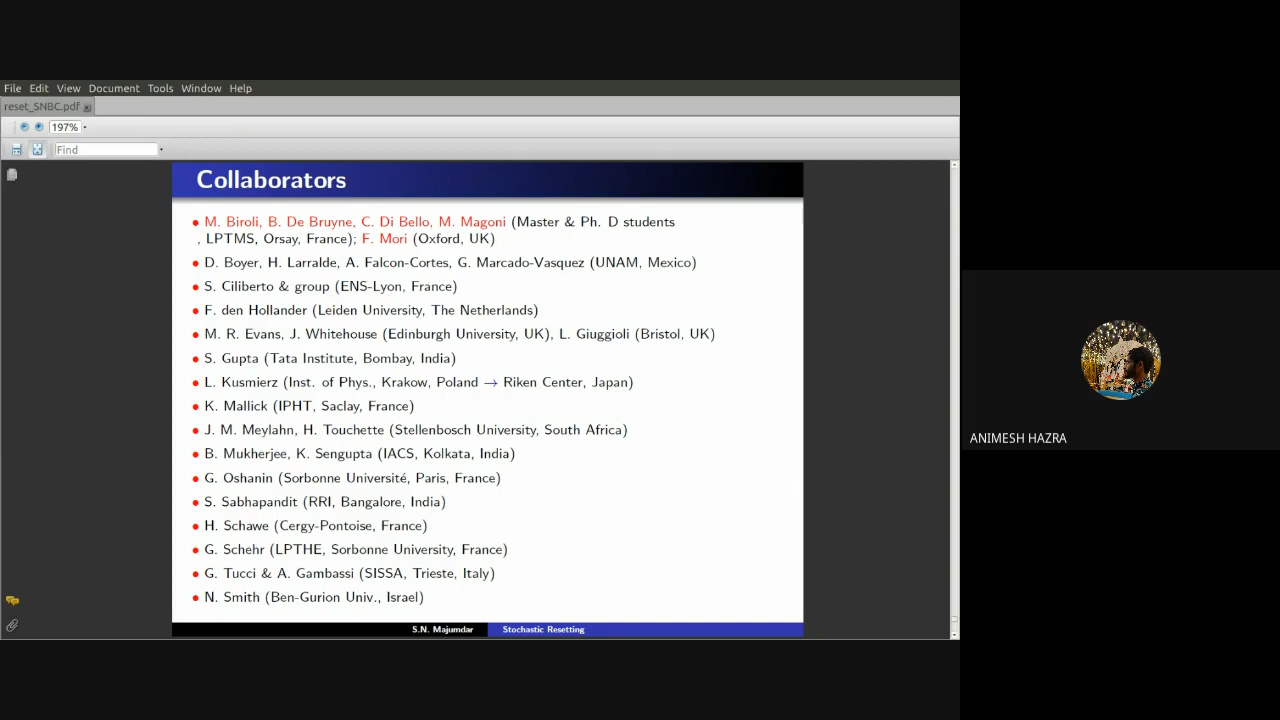 File Edit View Document Tools Window Help
reset_SNBC.pdf
197%
Find
Collaborators
M. Biroli, B. De Bruyne, C. Di Bello, M. Magoni (Master & Ph. D students
, LPTMS, Orsay, France); F. Mori (Oxford, UK)
D. Boyer, H. Larralde, A. Falcon-Cortes, G. Marcado-Vasquez (UNAM, Mexico)
S. Ciliberto & group (ENS-Lyon, France)
F. den Hollander (Leiden University, The Netherlands)
M. R. Evans, J. Whitehouse (Edinburgh University, UK), L. Giuggioli (Bristol, UK)
S. Gupta (Tata Institute, Bombay, India)
L. Kusmierz (Inst. of Phys., Krakow, Poland → Riken Center, Japan)
K. Mallick (IPHT, Saclay, France)
J. M. Meylahn, H. Touchette (Stellenbosch University, South Africa)
B. Mukherjee, K. Sengupta (IACS, Kolkata, India)
G. Oshanin (Sorbonne Université, Paris, France)
S. Sabhapandit (RRI, Bangalore, India)
H. Schawe (Cergy-Pontoise, France)
G. Schehr (LPTHE, Sorbonne University, France)
G. Tucci & A. Gambassi (SISSA, Trieste, Italy)
N. Smith (Ben-Gurion Univ., Israel)
S.N. Majumdar Stochastic Resetting
ANIMESH HAZRA